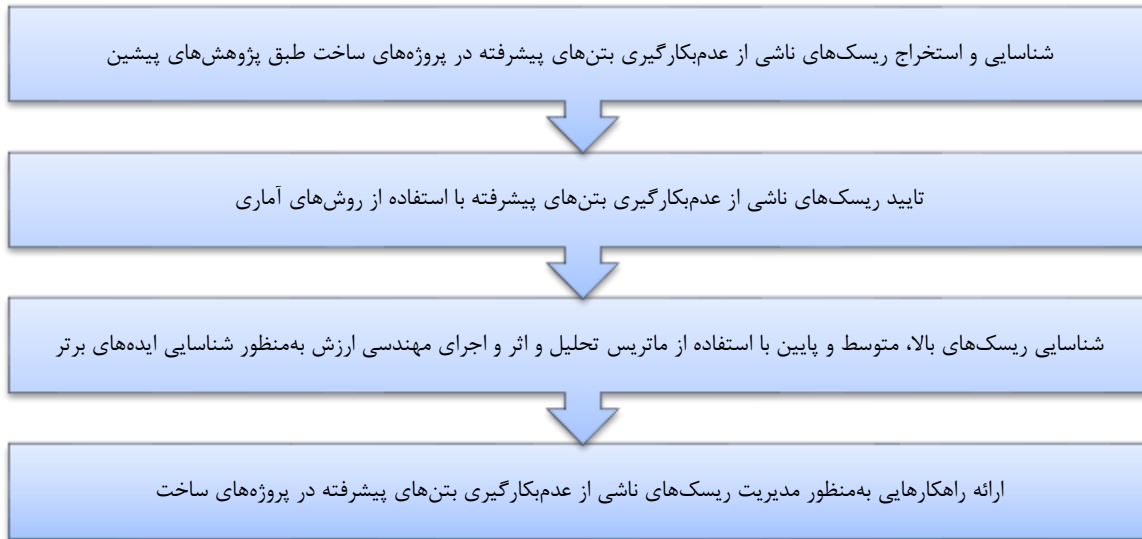 شناسایی و استخراج ریسک‌های ناشی از عدم‌بکارگیری بتن‌های پیشرفته در پروژه‌های ساخت طبق پژوهش‌های پیشین
تایید ریسک‌های ناشی از عدم‌بکارگیری بتن‌های پیشرفته با استفاده از روش‌های آماری
شناسایی ریسک‌های بالا، متوسط و پایین با استفاده از ماتریس تحلیل و اثر و اجرای مهندسی ارزش به‌منظور شناسایی ایده‌های برتر
ارائه راهکارهایی به‌منظور مدیریت ریسک‌های ناشی از عدم‌بکارگیری بتن‌های پیشرفته در پروژه‌های ساخت